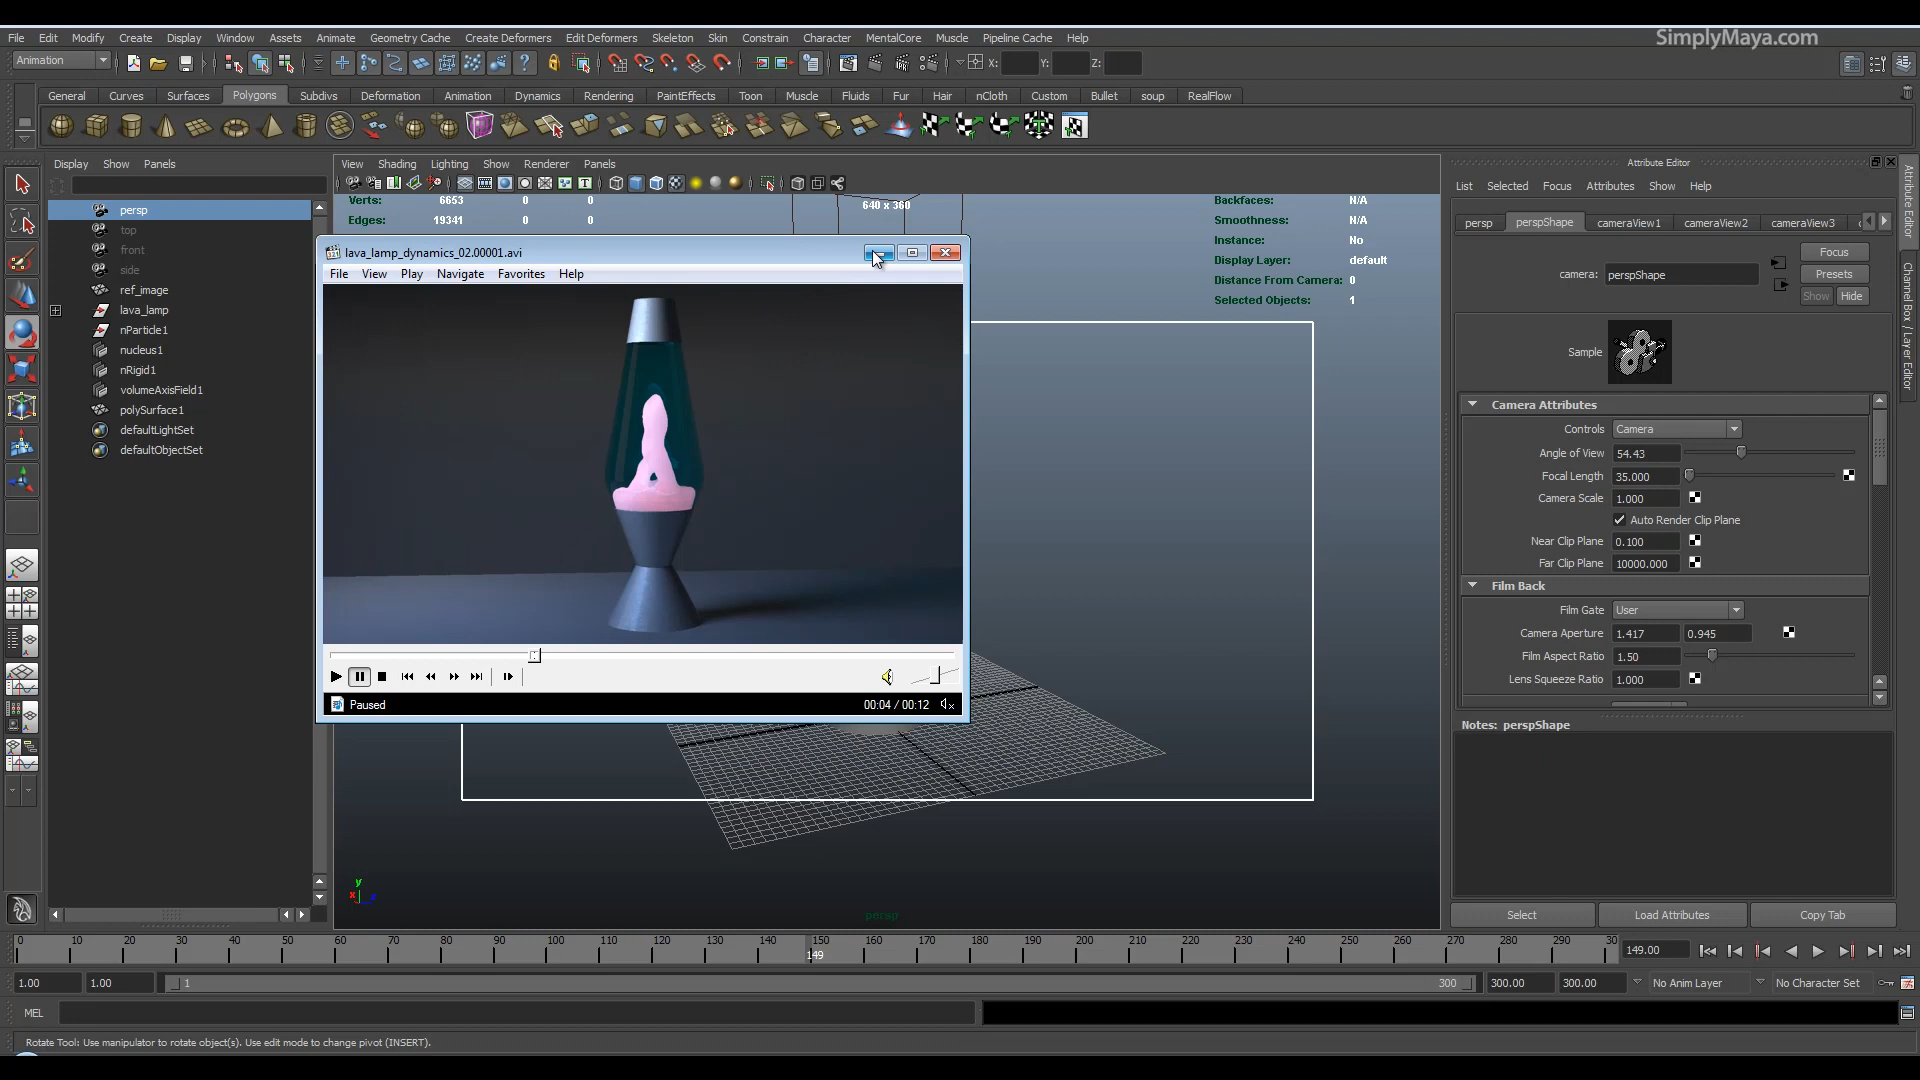 File Edit Modify Create Display Window Assets Animate Geometry Cache Create Deformers Edit Deformers Skeleton Skin Constrain Character MentalCore Muscle Pipeline Cache Help
SimplyMaya.com
Animation X: Y: Z:
General Curves Surfaces Polygons Subdivs Deformation Animation Dynamics Rendering PaintEffects Toon Muscle Fluids Fur Hair nCloth Custom Bullet soup RealFlow
Display Show Panels
persp
top
front
side
ref_image
lava_lamp
nParticle1
nucleus1
nRigid1
volumeAxisField1
polySurface1
defaultLightSet
defaultObjectSet
View Shading Lighting Show Renderer Panels
Verts: 6653 0 0
Edges: 19341 0 0
640 x 360
Backfaces: N/A
Smoothness: N/A
Instance: No
Display Layer: default
Distance From Camera: 0
Selected Objects: 1
lava_lamp_dynamics_02.00001.avi
File View Play Navigate Favorites Help
Paused 00:04 / 00:12
persp
y
x
Attribute Editor
List Selected Focus Attributes Show Help
persp perspShape cameraView1 cameraView2 cameraView3
camera: perspShape
Focus
Presets
Show Hide
Sample
Camera Attributes
Controls Camera
Angle of View 54.43
Focal Length 35.000
Camera Scale 1.000
Auto Render Clip Plane
Near Clip Plane 0.100
Far Clip Plane 10000.000
Film Back
Film Gate User
Camera Aperture 1.417 0.945
Film Aspect Ratio 1.50
Lens Squeeze Ratio 1.000
Notes: perspShape
Select Load Attributes Copy Tab
Attribute Editor
Channel Box / Layer Editor
0 10 20 30 40 50 60 70 80 90 100 110 120 130 140 150 160 170 180 190 200 210 220 230 240 250 260 270 280 290 30
149
149.00
1.00 1.00 1 300 300.00 300.00 No Anim Layer No Character Set
MEL
Rotate Tool: Use manipulator to rotate object(s). Use edit mode to change pivot (INSERT).